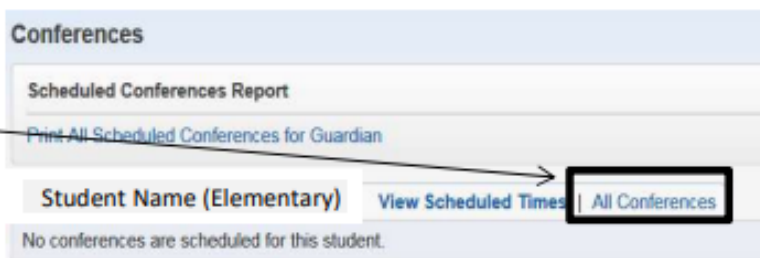 Conferences
Scheduled Conferences Report
Print All Scheduled Conferences for Guardian
Student Name (Elementary) View Scheduled Times | All Conferences
No conferences are scheduled for this student.